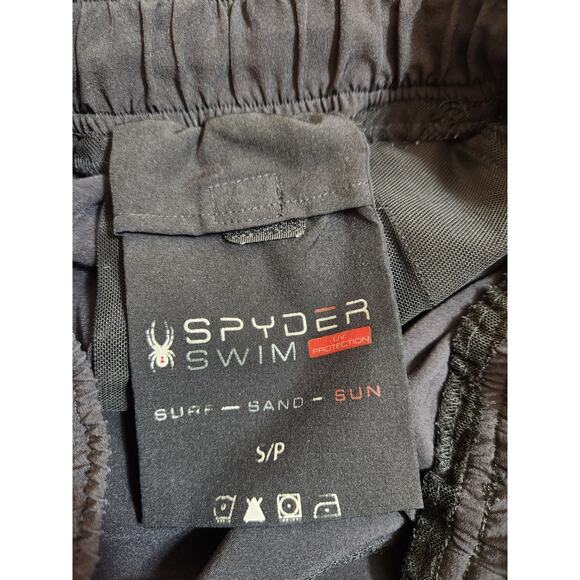 SPYDER
SWIM UV PROTECTION
SURF — SAND — SUN
S/P